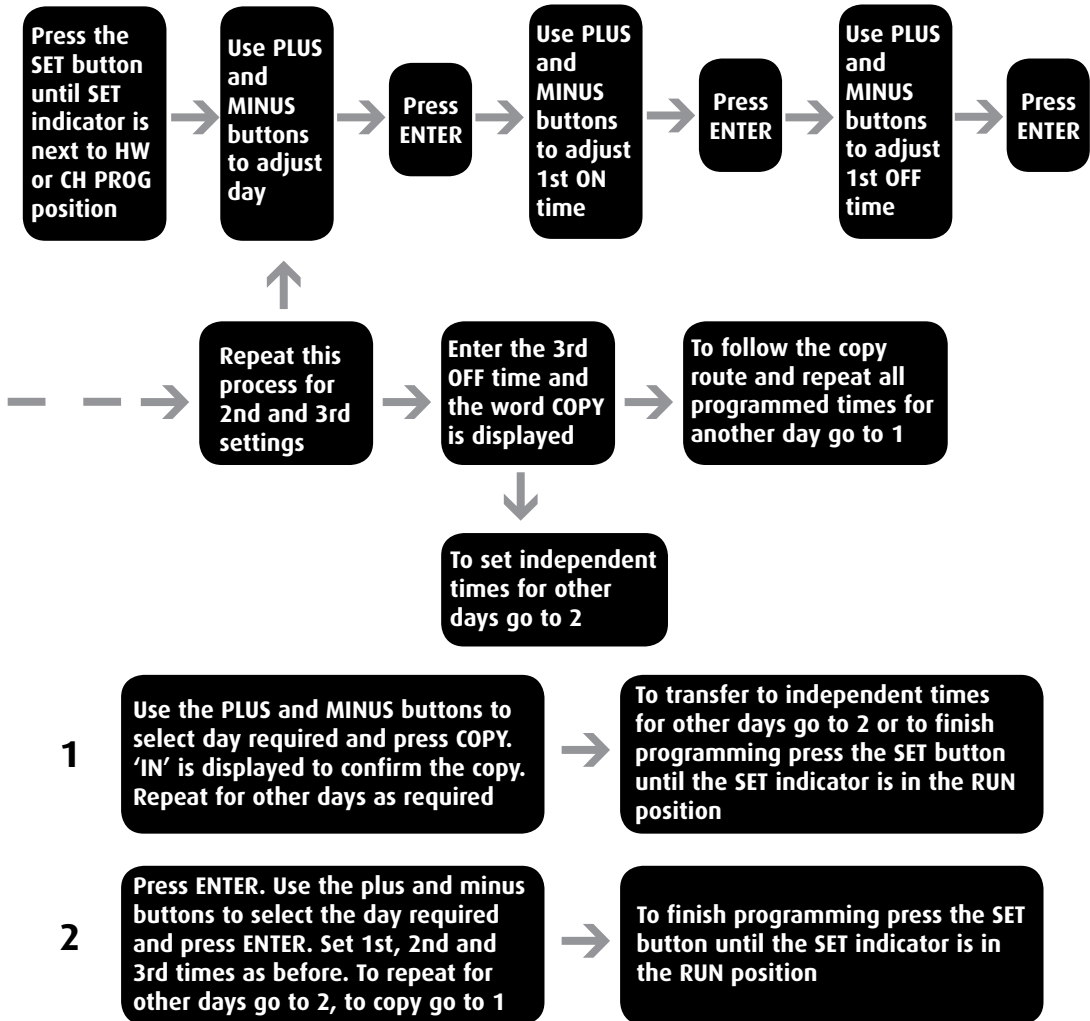 Press the
SET button
until SET
indicator is
next to HW
or CH PROG
position
Use PLUS
and
MINUS
buttons
to adjust
day
Press
ENTER
Use PLUS
and
MINUS
buttons
to adjust
1st ON
time
Press
ENTER
Use PLUS
and
MINUS
buttons
to adjust
1st OFF
time
Press
ENTER
Repeat this
process for
2nd and 3rd
settings
Enter the 3rd
OFF time and
the word COPY
is displayed
To follow the copy
route and repeat all
programmed times for
another day go to 1
To set independent
times for other
days go to 2
1
Use the PLUS and MINUS buttons to
select day required and press COPY.
‘IN’ is displayed to confirm the copy.
Repeat for other days as required
To transfer to independent times
for other days go to 2 or to finish
programming press the SET button
until the SET indicator is in the RUN
position
2
Press ENTER. Use the plus and minus
buttons to select the day required
and press ENTER. Set 1st, 2nd and
3rd times as before. To repeat for
other days go to 2, to copy go to 1
To finish programming press the SET
button until the SET indicator is in
the RUN position